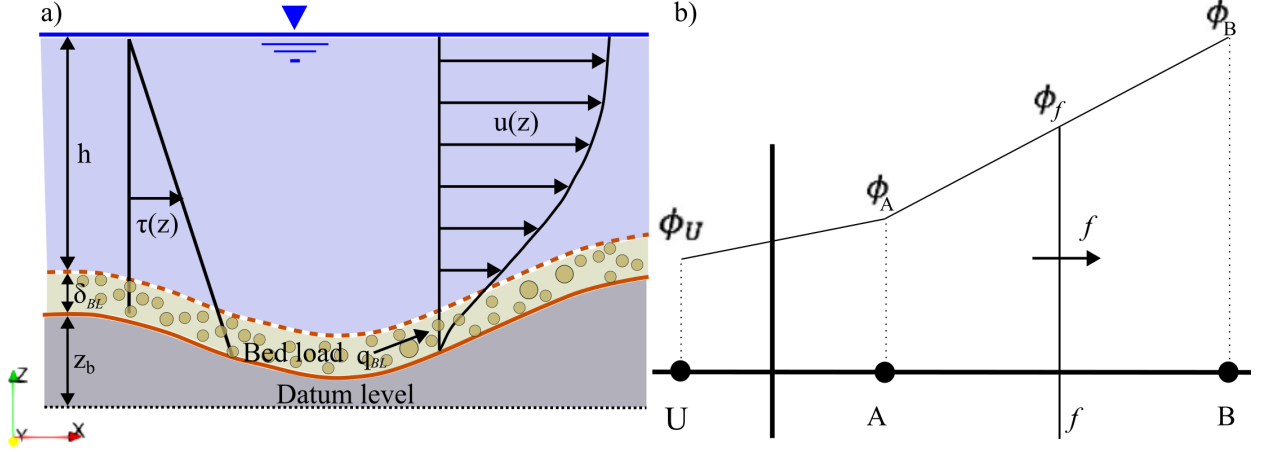 a)
h
τ(z)
u(z)
δBL
Bed load
qBL
zb
Datum level
Z
Y
X
b)
ϕU
ϕA
ϕf
ϕB
f
U
A
f
B